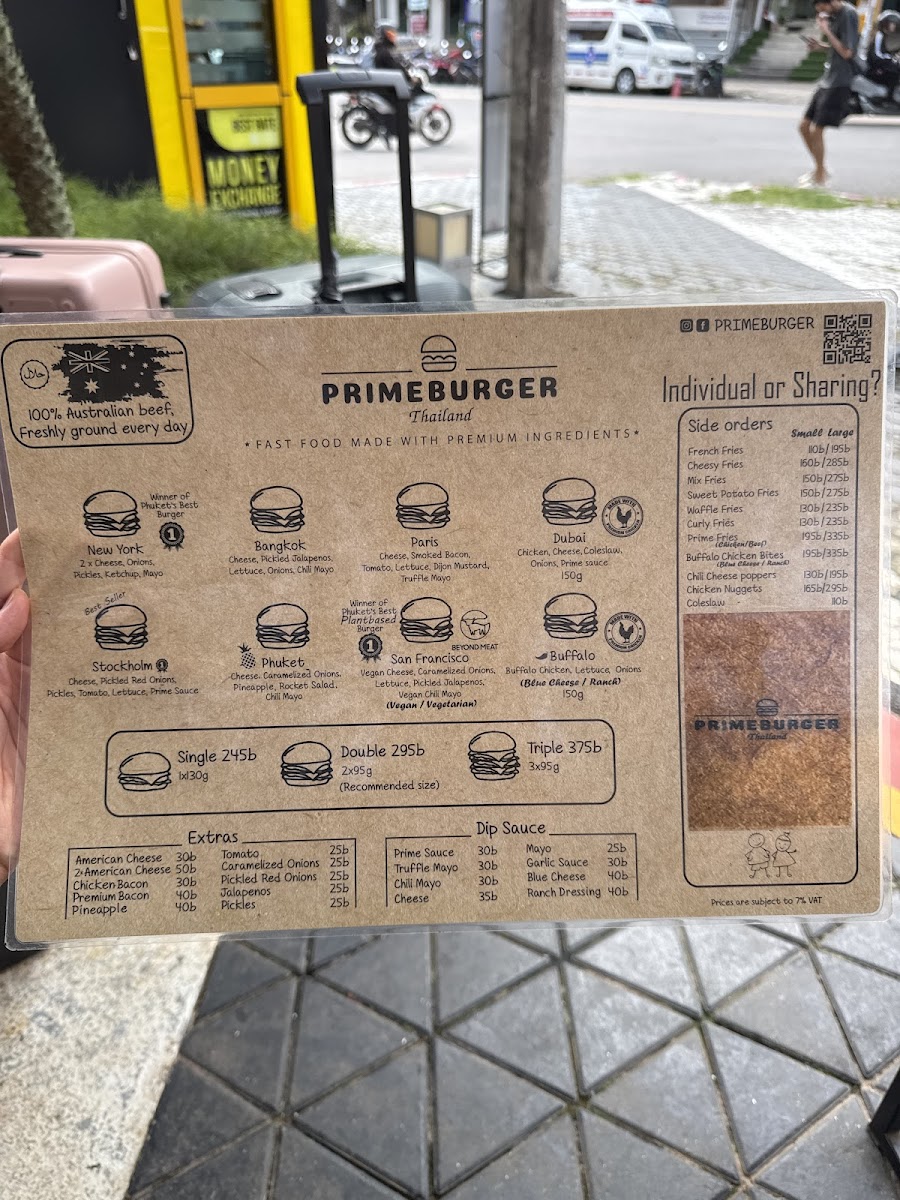 BEST RATE
MONEY
EXCHANGE
حلال
100% Australian beef,
Freshly ground every day
PRIMEBURGER
Thailand
*FAST FOOD MADE WITH PREMIUM INGREDIENTS*
PRIMEBURGER
Individual or Sharing?
Winner of
Phuket's Best
Burger
1
New York
2 x Cheese, Onions,
Pickles, Ketchup, Mayo
Bangkok
Cheese, Pickled Jalapenos,
Lettuce, Onions, Chili Mayo
Paris
Cheese, Smoked Bacon,
Tomato, Lettuce, Dijon Mustard,
Truffle Mayo
MADE WITH
Dubai
Chicken, Cheese, Coleslaw,
Onions, Prime sauce
150g
Best Seller
Stockholm 1
Cheese, Pickled Red Onions,
Pickles, Tomato, Lettuce, Prime Sauce
Phuket
Cheese, Caramelized Onions,
Pineapple, Rocket Salad,
Chili Mayo
Winner of
Phuket's Best
Plantbased
Burger
1
BEYOND MEAT
San Francisco
Vegan Cheese, Caramelized Onions,
Lettuce, Pickled Jalapenos,
Vegan Chili Mayo
(Vegan / Vegetarian)
MADE WITH
Buffalo
Buffalo Chicken, Lettuce, Onions
(Blue Cheese / Ranch)
150g
Single 245b
1x130g
Double 295b
2x95g
(Recommended size)
Triple 375b
3x95g
Extras
American Cheese 30b
2xAmerican Cheese 50b
Chicken Bacon 30b
Premium Bacon 40b
Pineapple 40b
Tomato 25b
Caramelized Onions 25b
Pickled Red Onions 25b
Jalapenos 25b
Pickles 25b
Dip Sauce
Prime Sauce 30b
Truffle Mayo 30b
Chili Mayo 30b
Cheese 35b
Mayo 25b
Garlic Sauce 30b
Blue Cheese 40b
Ranch Dressing 40b
Side orders
Small Large
French Fries 110b/195b
Cheesy Fries 160b/285b
Mix Fries 150b/275b
Sweet Potato Fries 150b/275b
Waffle Fries 130b/235b
Curly Fries 130b/235b
Prime Fries 195b/335b
(Chicken/Beef)
Buffalo Chicken Bites 195b/335b
(Blue Cheese / Ranch)
Chili Cheese poppers 130b/195b
Chicken Nuggets 165b/295b
Coleslaw - 110b
PRIMEBURGER
Thailand
Prices are subject to 7% VAT